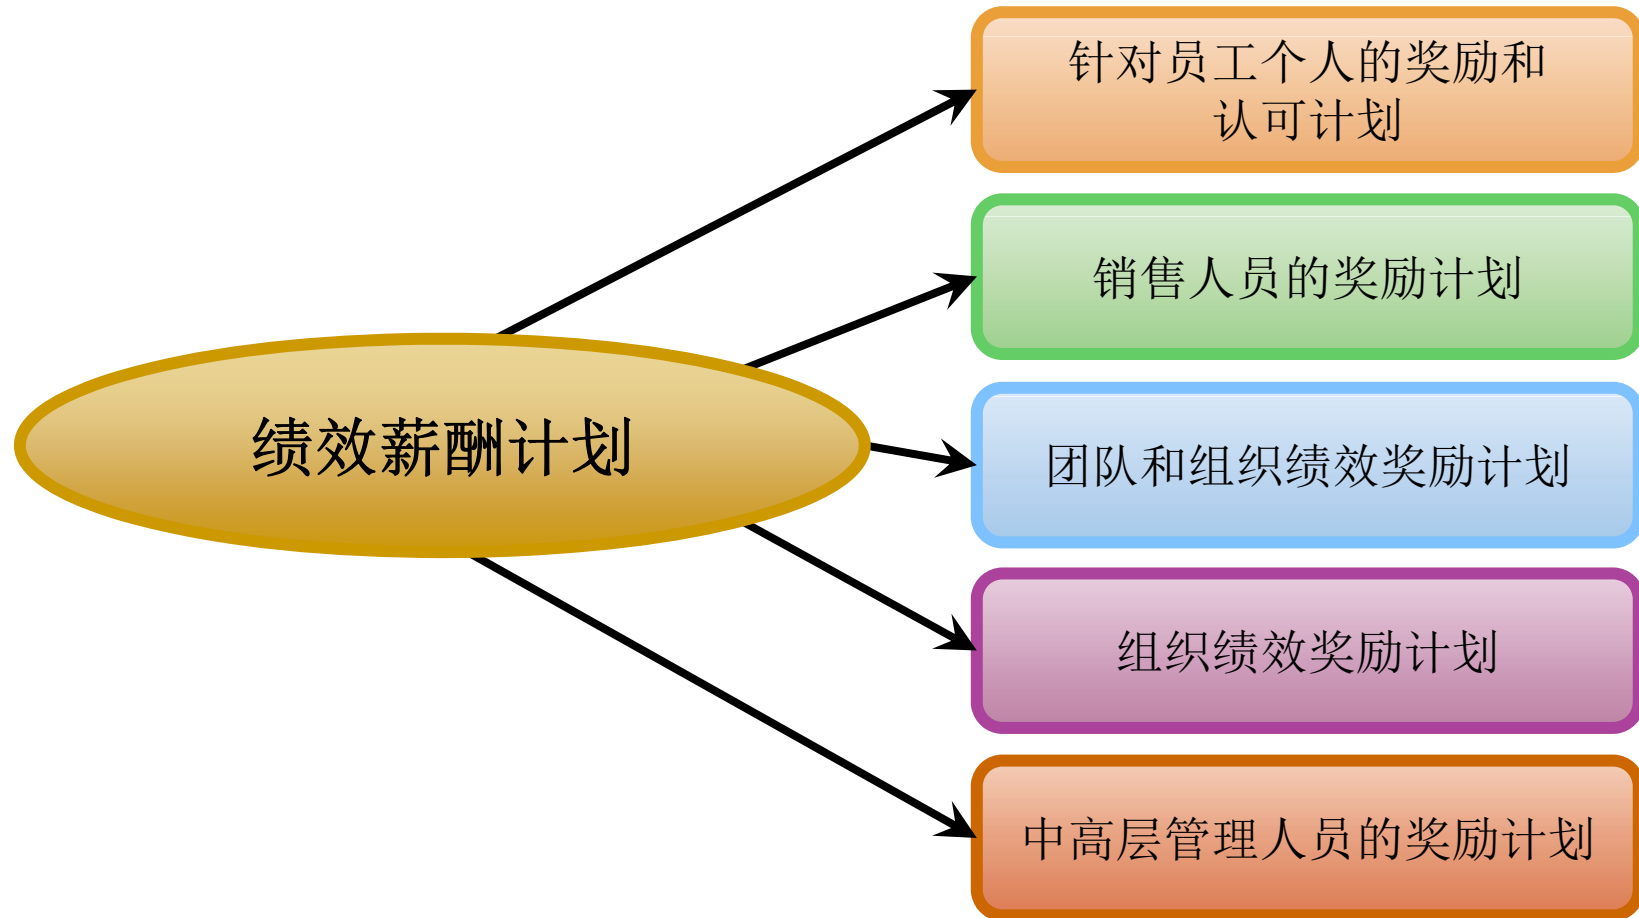 针对员工个人的奖励和
认可计划
销售人员的奖励计划
绩效薪酬计划
团队和组织绩效奖励计划
组织绩效奖励计划
中高层管理人员的奖励计划